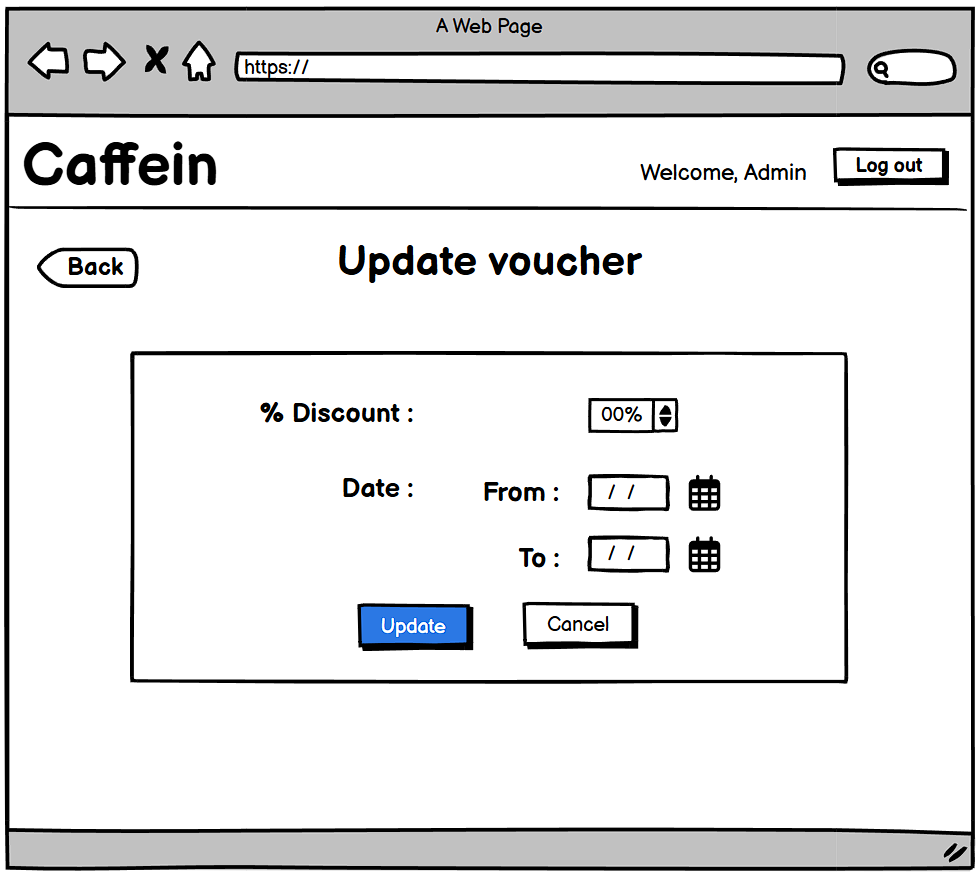 A Web Page
https://
Caffein
Welcome, Admin
Log out
Back
Update voucher
% Discount :
00%
Date :
From :
/ /
To :
/ /
Update
Cancel